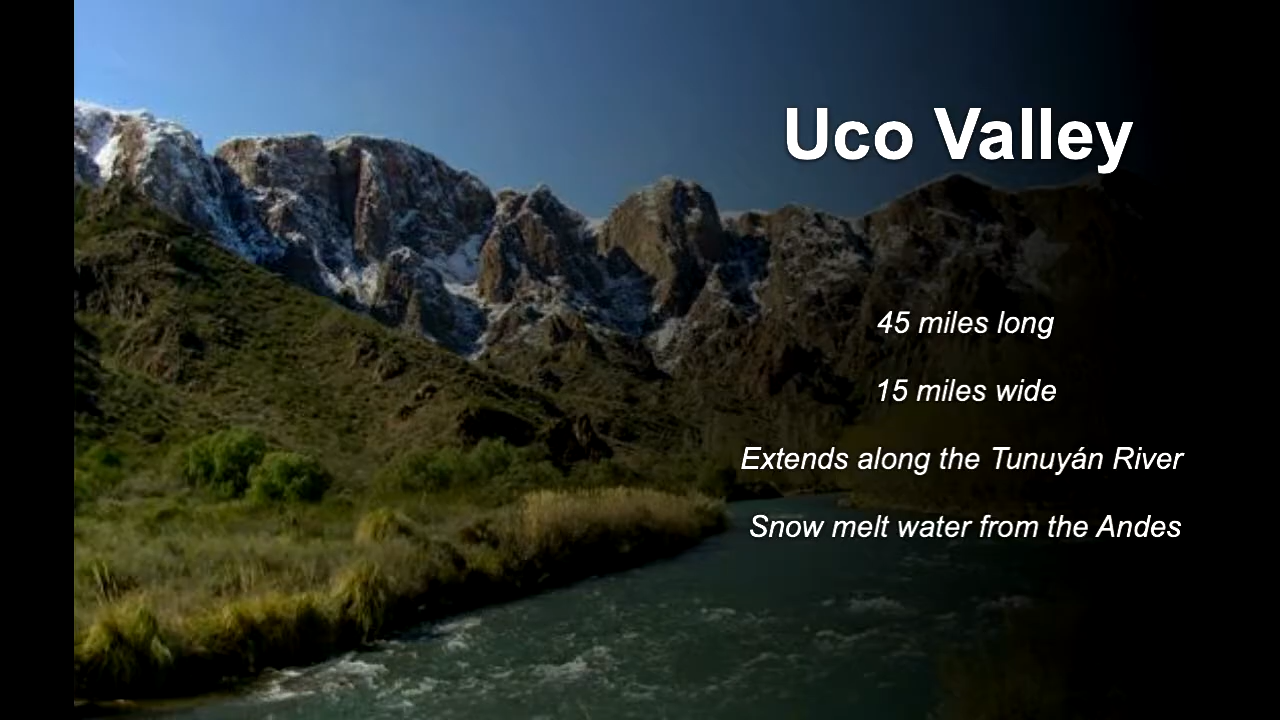 Uco Valley
45 miles long
15 miles wide
Extends along the Tunuyán River
Snow melt water from the Andes